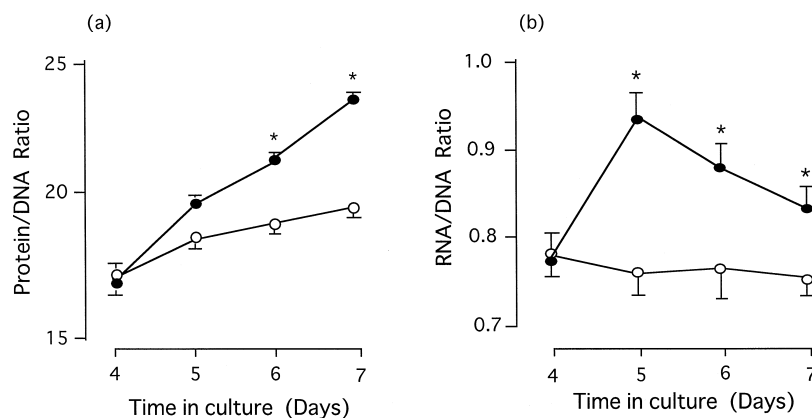 (a)
25
20
15
Protein/DNA Ratio
*
*
4 5 6 7
Time in culture (Days)
(b)
1.0
0.9
0.8
0.7
RNA/DNA Ratio
*
*
*
4 5 6 7
Time in culture (Days)